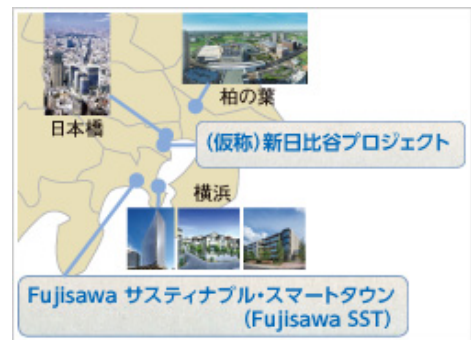 柏の葉
日本橋
(仮称)新日比谷プロジェクト
横浜
Fujisawa サスティナブル・スマートタウン
(Fujisawa SST)